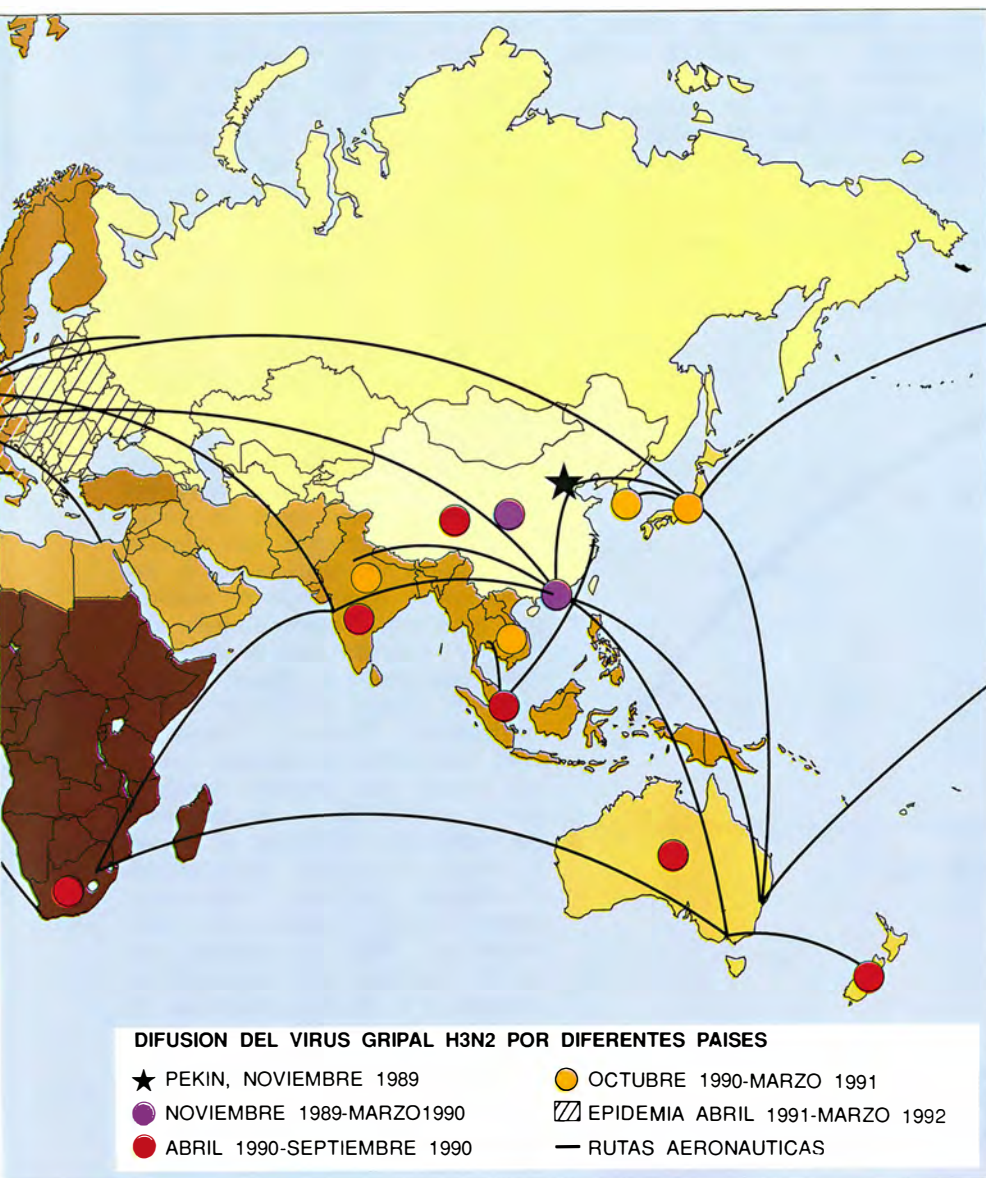 DIFUSION DEL VIRUS GRIPAL H3N2 POR DIFERENTES PAISES
PEKIN, NOVIEMBRE 1989
NOVIEMBRE 1989-MARZO1990
ABRIL 1990-SEPTIEMBRE 1990
OCTUBRE 1990-MARZO 1991
EPIDEMIA ABRIL 1991-MARZO 1992
RUTAS AERONAUTICAS